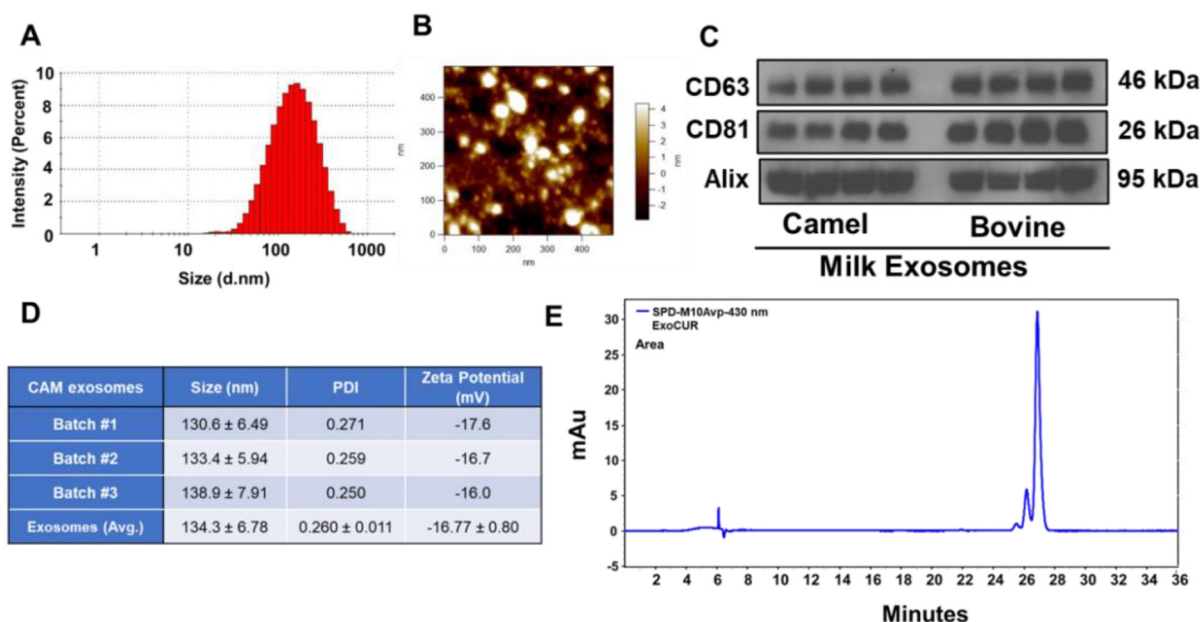 A
Intensity (Percent)
10
8
6
4
2
0
1 10 100 1000
Size (d.nm)
B
nm
400
300
200
100
0
0 100 200 300 400
nm
4
3
2
1
0
-1
-2
nm
C
CD63 46 kDa
CD81 26 kDa
Alix 95 kDa
Camel Bovine
Milk Exosomes
D
CAM exosomes Size (nm) PDI Zeta Potential (mV)
Batch #1 130.6 ± 6.49 0.271 -17.6
Batch #2 133.4 ± 5.94 0.259 -16.7
Batch #3 138.9 ± 7.91 0.250 -16.0
Exosomes (Avg.) 134.3 ± 6.78 0.260 ± 0.011 -16.77 ± 0.80
E
SPD-M10Avp-430 nm
ExoCUR
Area
mAu
30
25
20
15
10
5
0
-5
2 4 6 8 10 12 14 16 18 20 22 24 26 28 30 32 34 36
Minutes